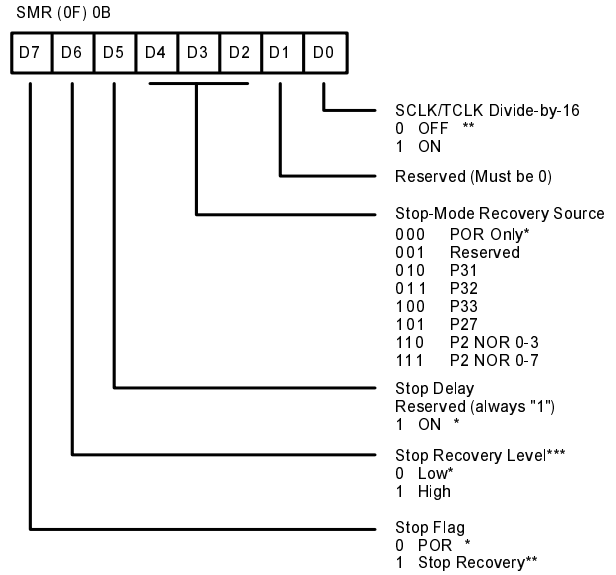 SMR (0F) 0B
D7 D6 D5 D4 D3 D2 D1 D0
SCLK/TCLK Divide-by-16
0 OFF **
1 ON
Reserved (Must be 0)
Stop-Mode Recovery Source
000 POR Only*
001 Reserved
010 P31
011 P32
100 P33
101 P27
110 P2 NOR 0-3
111 P2 NOR 0-7
Stop Delay
Reserved (always "1")
1 ON *
Stop Recovery Level***
0 Low*
1 High
Stop Flag
0 POR *
1 Stop Recovery**